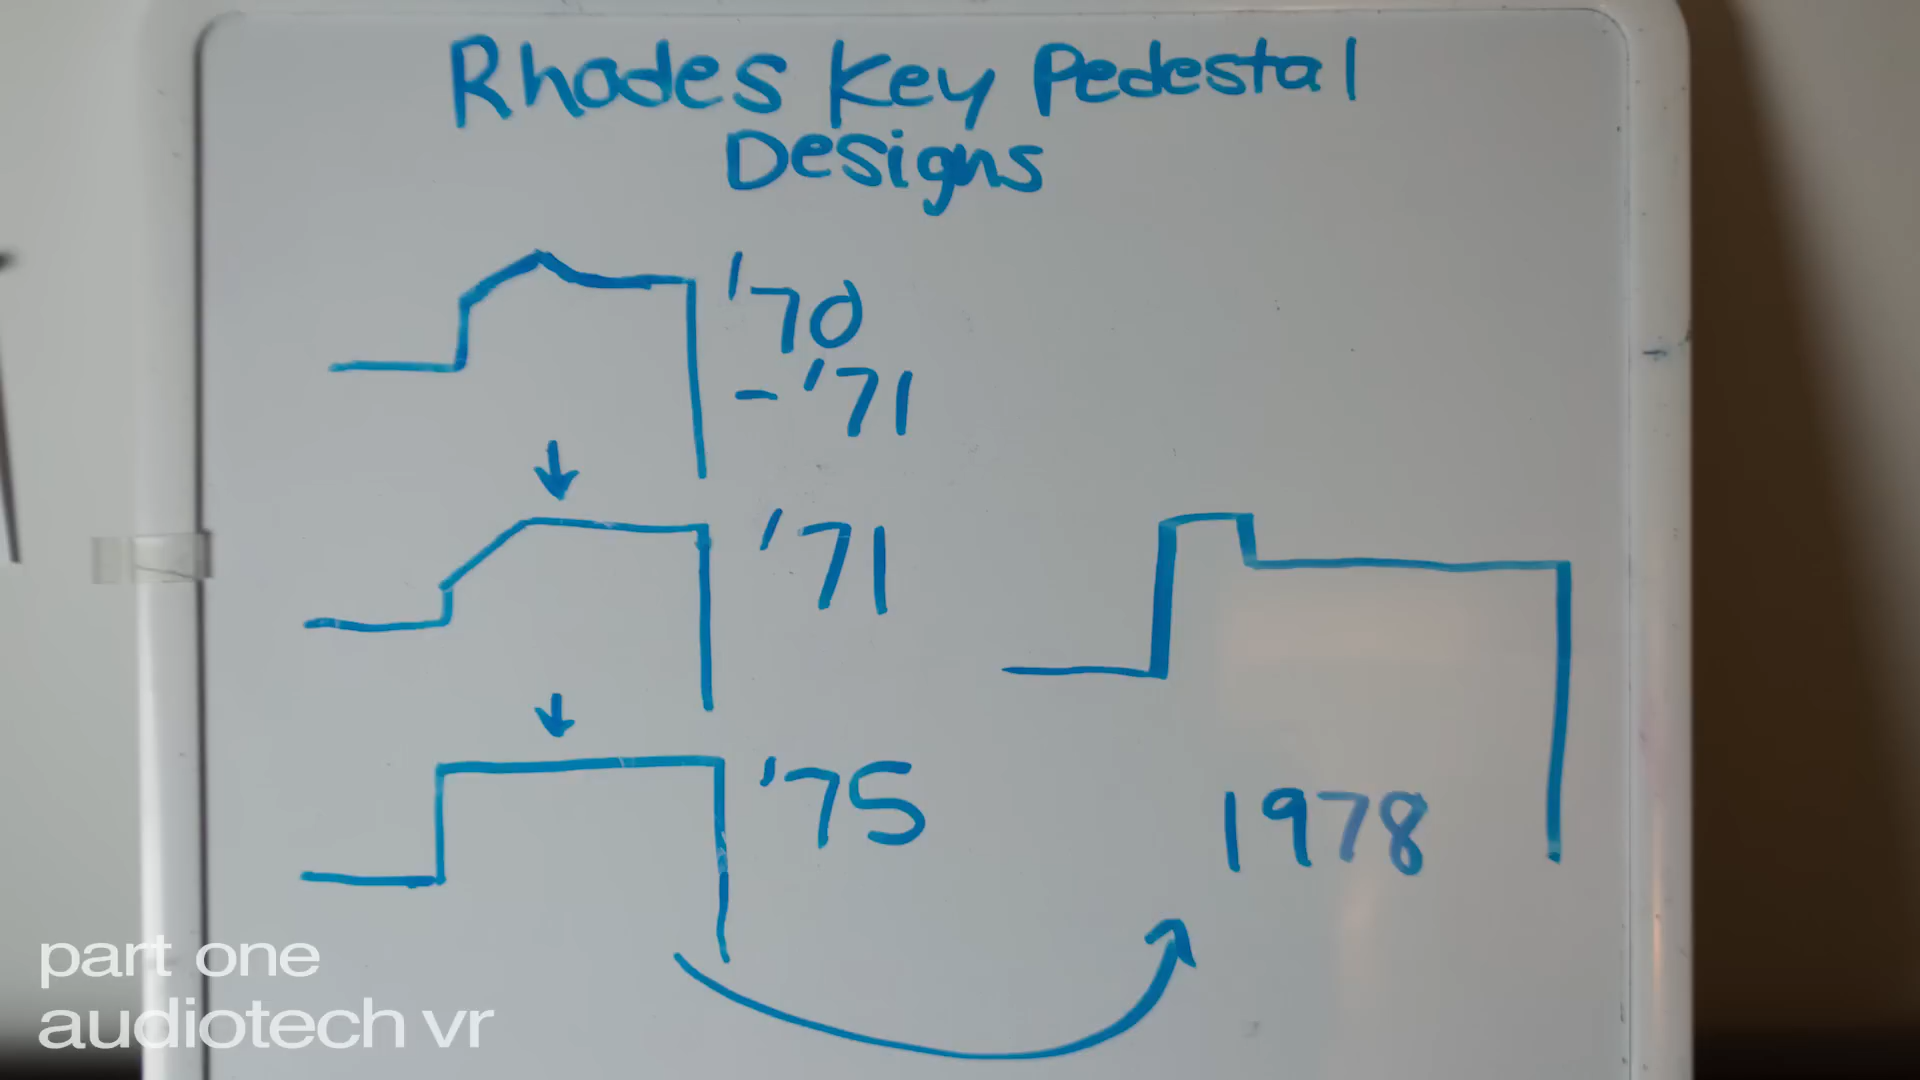 Rhodes Key Pedestal
Designs
'70
- '71
'71
'75
1978
part one
audiotech vr